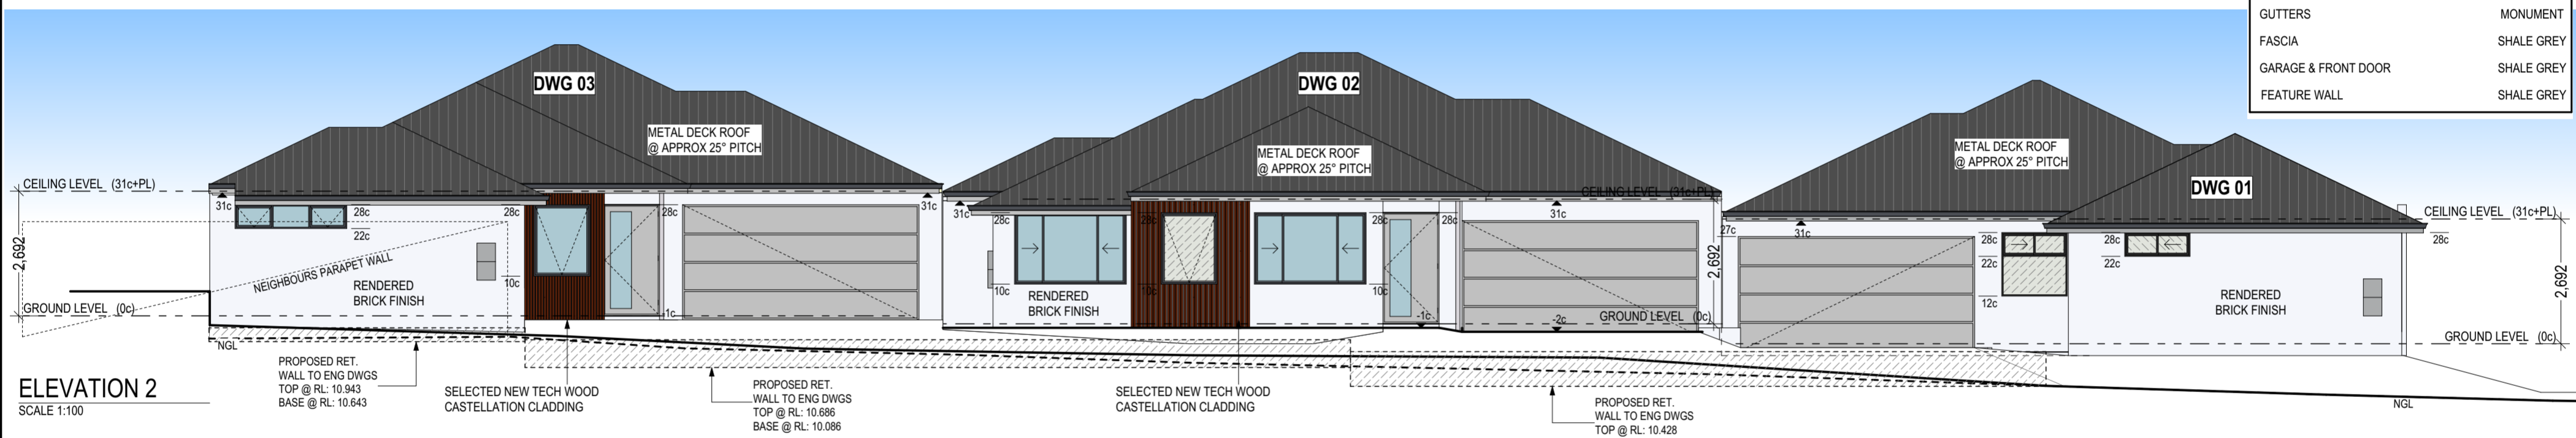 GUTTERS MONUMENT
FASCIA SHALE GREY
GARAGE & FRONT DOOR SHALE GREY
FEATURE WALL SHALE GREY
DWG 03
METAL DECK ROOF
@ APPROX 25° PITCH
DWG 02
METAL DECK ROOF
@ APPROX 25° PITCH
METAL DECK ROOF
@ APPROX 25° PITCH
DWG 01
CEILING LEVEL (31c+PL)
31c
28c
22c
28c
10c
28c
31c
-1c
2,692
NEIGHBOURS PARAPET WALL
RENDERED
BRICK FINISH
GROUND LEVEL (0c)
NGL
31c
28c
10c
28c
10c
31c
28c
10c
28c
-1c
-2c
RENDERED
BRICK FINISH
CEILING LEVEL (31c+PL)
2,692
GROUND LEVEL (0c)
27c
31c
28c
22c
12c
28c
22c
28c
RENDERED
BRICK FINISH
CEILING LEVEL (31c+PL)
2,692
GROUND LEVEL (0c)
NGL
ELEVATION 2
SCALE 1:100
PROPOSED RET.
WALL TO ENG DWGS
TOP @ RL: 10.943
BASE @ RL: 10.643
SELECTED NEW TECH WOOD
CASTELLATION CLADDING
PROPOSED RET.
WALL TO ENG DWGS
TOP @ RL: 10.686
BASE @ RL: 10.086
SELECTED NEW TECH WOOD
CASTELLATION CLADDING
PROPOSED RET.
WALL TO ENG DWGS
TOP @ RL: 10.428